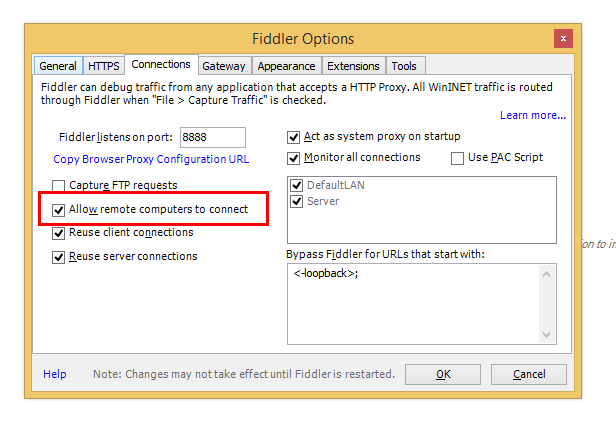 Fiddler Options
x
General HTTPS Connections Gateway Appearance Extensions Tools
Fiddler can debug traffic from any application that accepts a HTTP Proxy. All WinINET traffic is routed
through Fiddler when "File > Capture Traffic" is checked.
Learn more...
Fiddler listens on port: 8888
Copy Browser Proxy Configuration URL
Capture FTP requests
Allow remote computers to connect
Reuse client connections
Reuse server connections
Act as system proxy on startup
Monitor all connections Use PAC Script
DefaultLAN
Server
Bypass Fiddler for URLs that start with:
<-loopback>;
Help Note: Changes may not take effect until Fiddler is restarted. OK Cancel